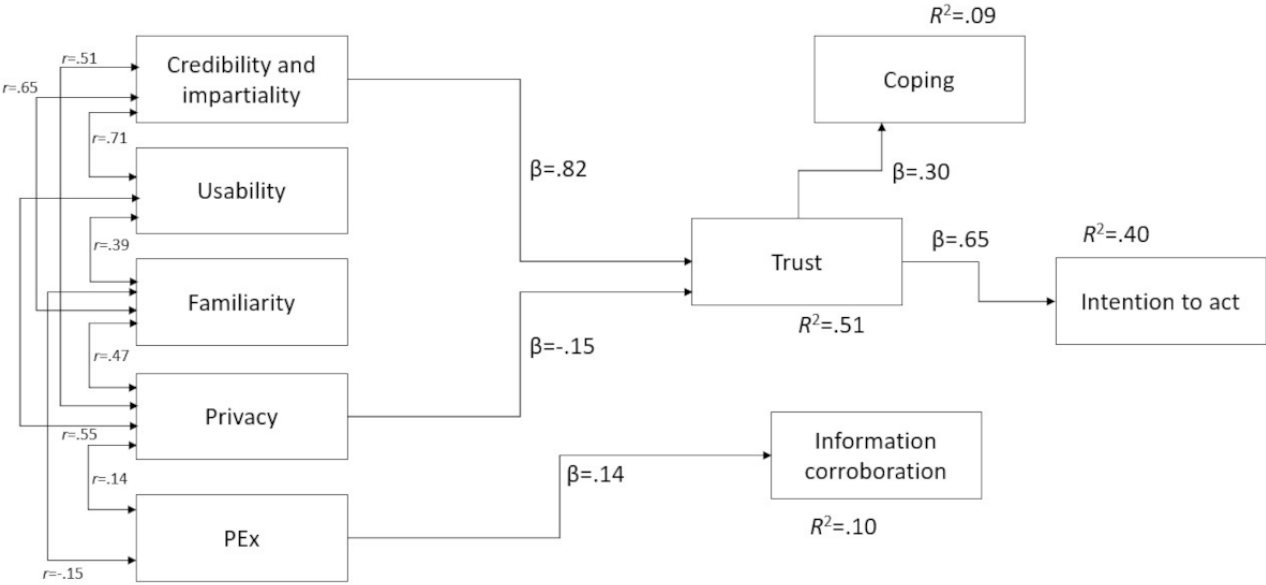 R²=.09
r=.51
Credibility and
impartiality
Coping
r=.65
r=.71
β=.82
β=.30
Usability
r=.39
Trust
β=.65
R²=.40
Familiarity
Intention to act
R²=.51
r=.47
β=-.15
Privacy
r=.55
Information
corroboration
r=.14
β=.14
R²=.10
PEx
r=-.15